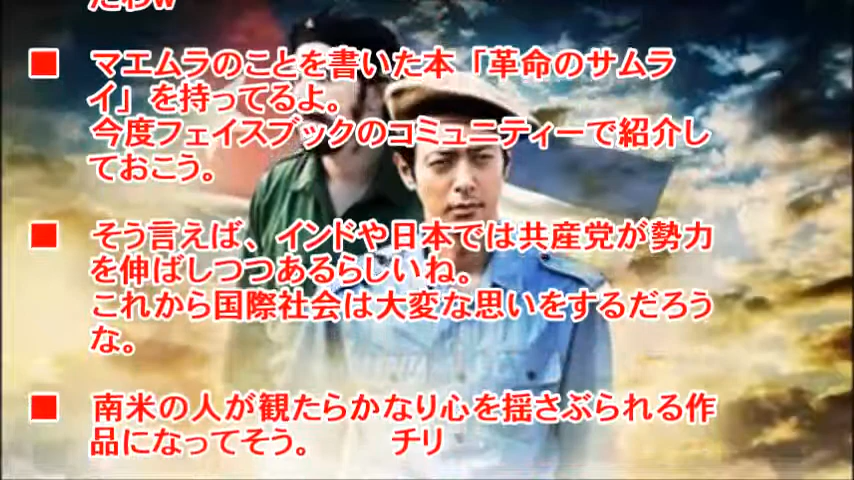 ■ マエムラのことを書いた本「革命のサムラ
イ」を持ってるよ。
今度フェイスブックのコミュニティーで紹介し
ておこう。
■ そう言えば、インドや日本では共産党が勢力
を伸ばしつつあるらしいね。
これから国際社会は大変な思いをするだろう
な。
■ 南米の人が観たらかなり心を揺さぶられる作
品になってそう。 チリ